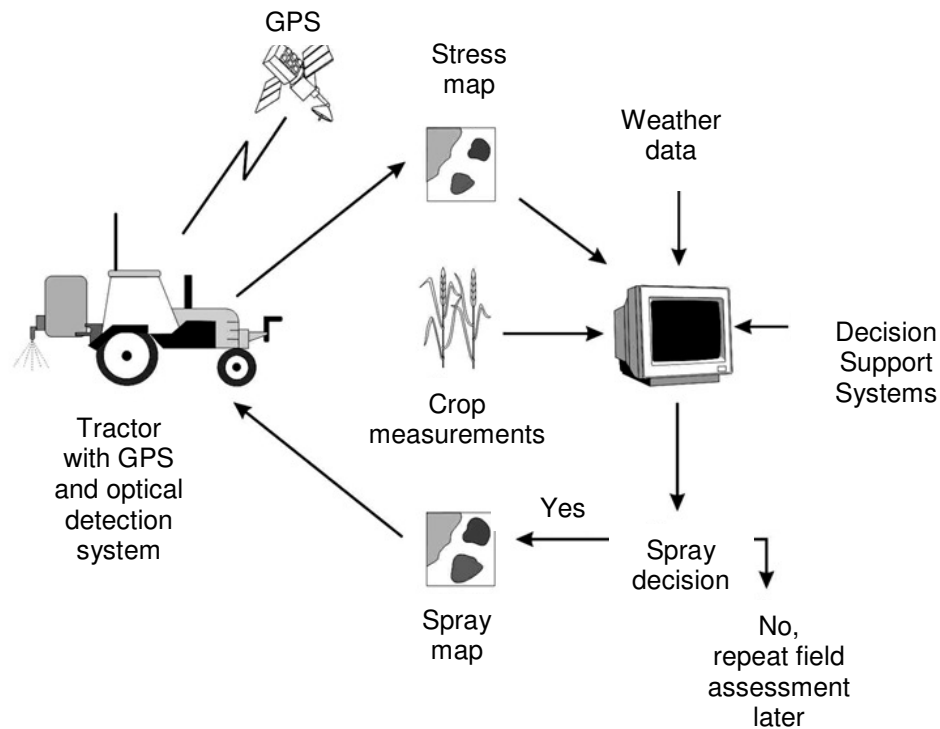 GPS
Stress
map
Weather
data
Decision
Support
Systems
Crop
measurements
Tractor
with GPS
and optical
detection
system
Yes
Spray
decision
Spray
map
No,
repeat field
assessment
later